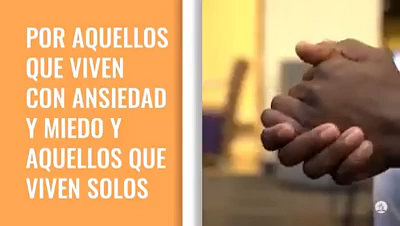 POR AQUELLOS
QUE VIVEN
CON ANSIEDAD
Y MIEDO Y
AQUELLOS QUE
VIVEN SOLOS